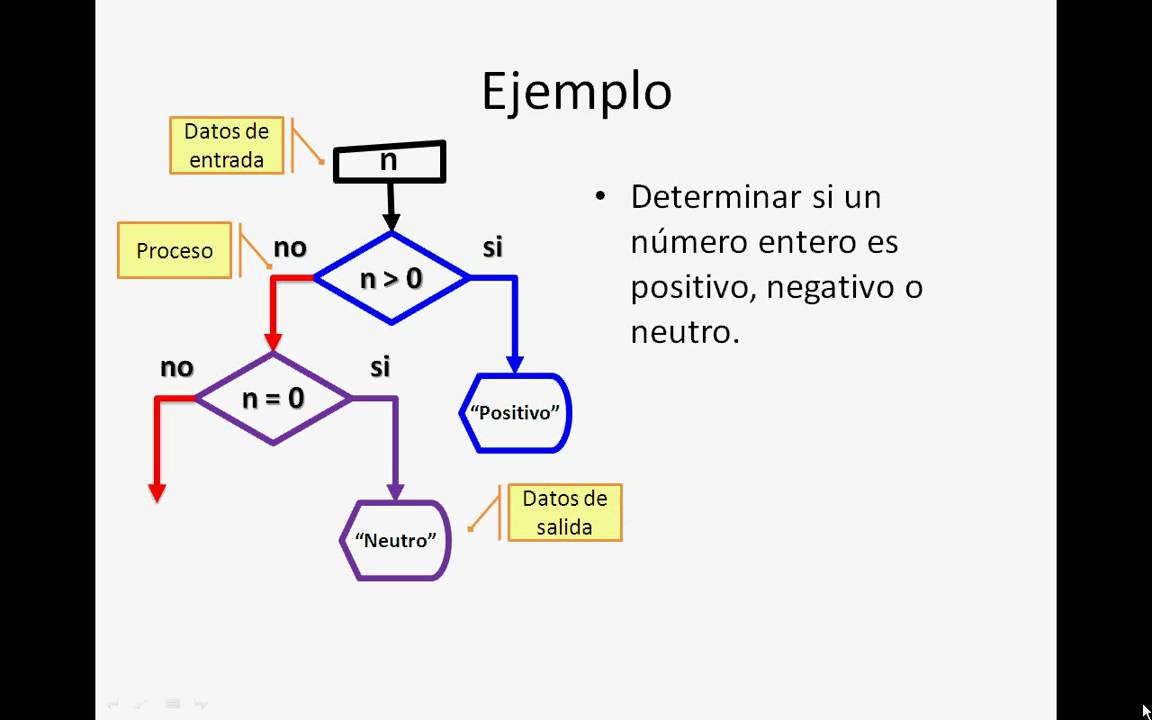 Ejemplo
Datos de
entrada
n
Proceso
no
si
n > 0
no
si
n = 0
“Positivo”
“Neutro”
Datos de
salida
• Determinar si un
número entero es
positivo, negativo o
neutro.